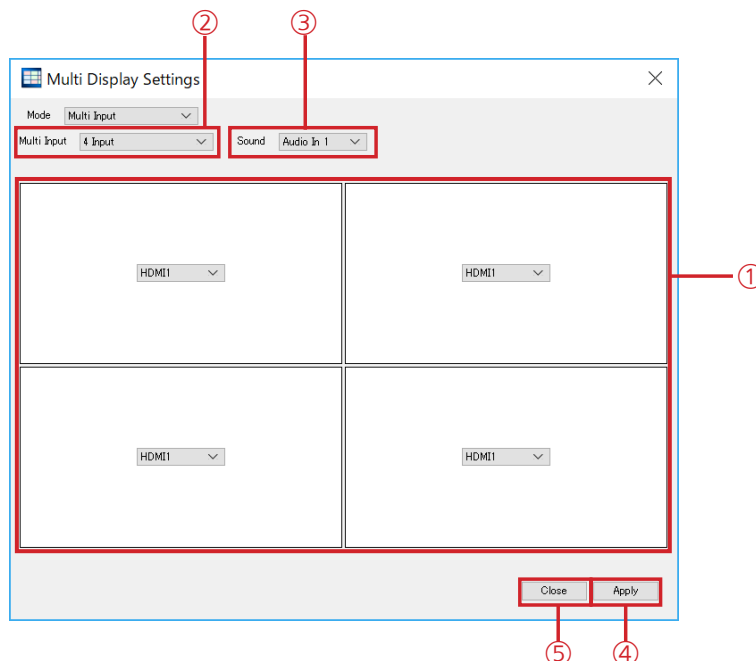 ② ③
Multi Display Settings
Mode Multi Input
Multi Input 4 Input Sound Audio In 1
HDMI1 HDMI1
①
HDMI1 HDMI1
Close Apply
⑤ ④